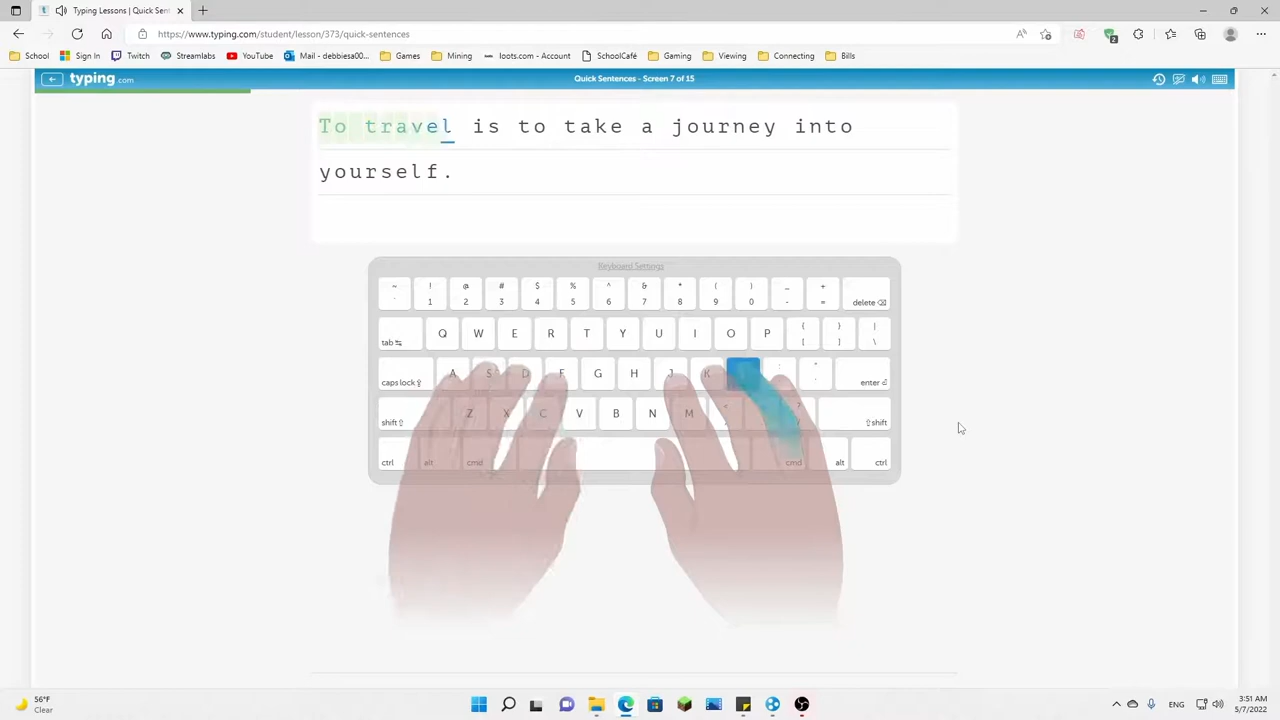 Typing Lessons | Quick Sen
https://www.typing.com/student/lesson/373/quick-sentences
School Sign In Twitch Streamlabs YouTube Mail - debbiesa00... Games Mining loots.com - Account SchoolCafé Gaming Viewing Connecting Bills
typing.com
Quick Sentences - Screen 7 of 15
To travel is to take a journey into
yourself.
Keyboard Settings
~ ! @ # $ % ^ & * ( ) _ +
` 1 2 3 4 5 6 7 8 9 0 - = delete
tab Q W E R T Y U I O P { [ } ] | \
caps lock A S D F G H J K : " ' enter
shift Z X C V B N M < / shift
ctrl alt cmd cmd alt ctrl
56°F
Clear
ENG
3:51 AM
5/7/2022